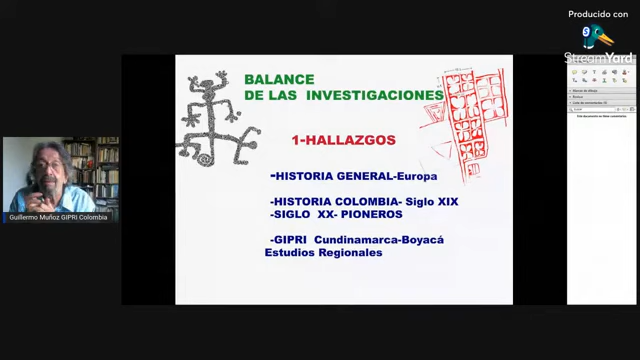 Producido con
StreamYard
BALANCE
DE LAS INVESTIGACIONES
1-HALLAZGOS
-HISTORIA GENERAL-Europa
-HISTORIA COLOMBIA- Siglo XIX
-SIGLO XX- PIONEROS
-GIPRI Cundinamarca-Boyacá
Estudios Regionales
Guillermo Muñoz GIPRI Colombia